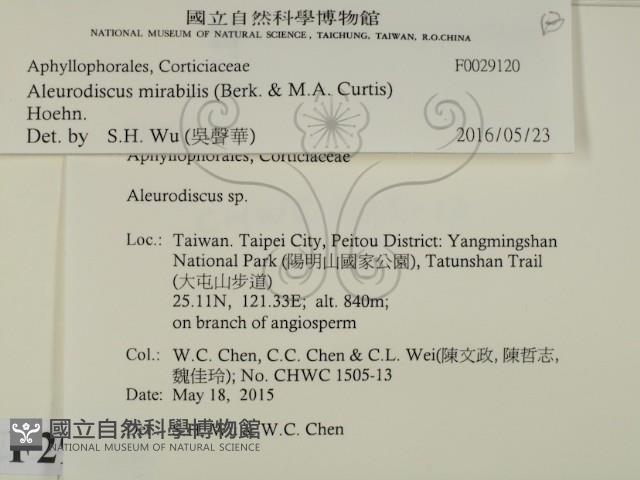 國立自然科學博物館
NATIONAL MUSEUM OF NATURAL SCIENCE, TAICHUNG, TAIWAN, R.O.CHINA
Aphyllophorales, Corticiaceae F0029120
Aleurodiscus mirabilis (Berk. & M.A. Curtis)
Hoehn.
Det. by S.H. Wu (吳聲華) 2016/05/23
Aphyllophorales, Corticiaceae
Aleurodiscus sp.
Loc.: Taiwan. Taipei City, Peitou District: Yangmingshan
National Park (陽明山國家公園), Tatunshan Trail
(大屯山步道)
25.11N, 121.33E; alt. 840m;
on branch of angiosperm
Col.: W.C. Chen, C.C. Chen & C.L. Wei(陳文政, 陳哲志,
魏佳玲); No. CHWC 1505-13
Date: May 18, 2015
W.C. Chen
國立自然科學博物館
NATIONAL MUSEUM OF NATURAL SCIENCE